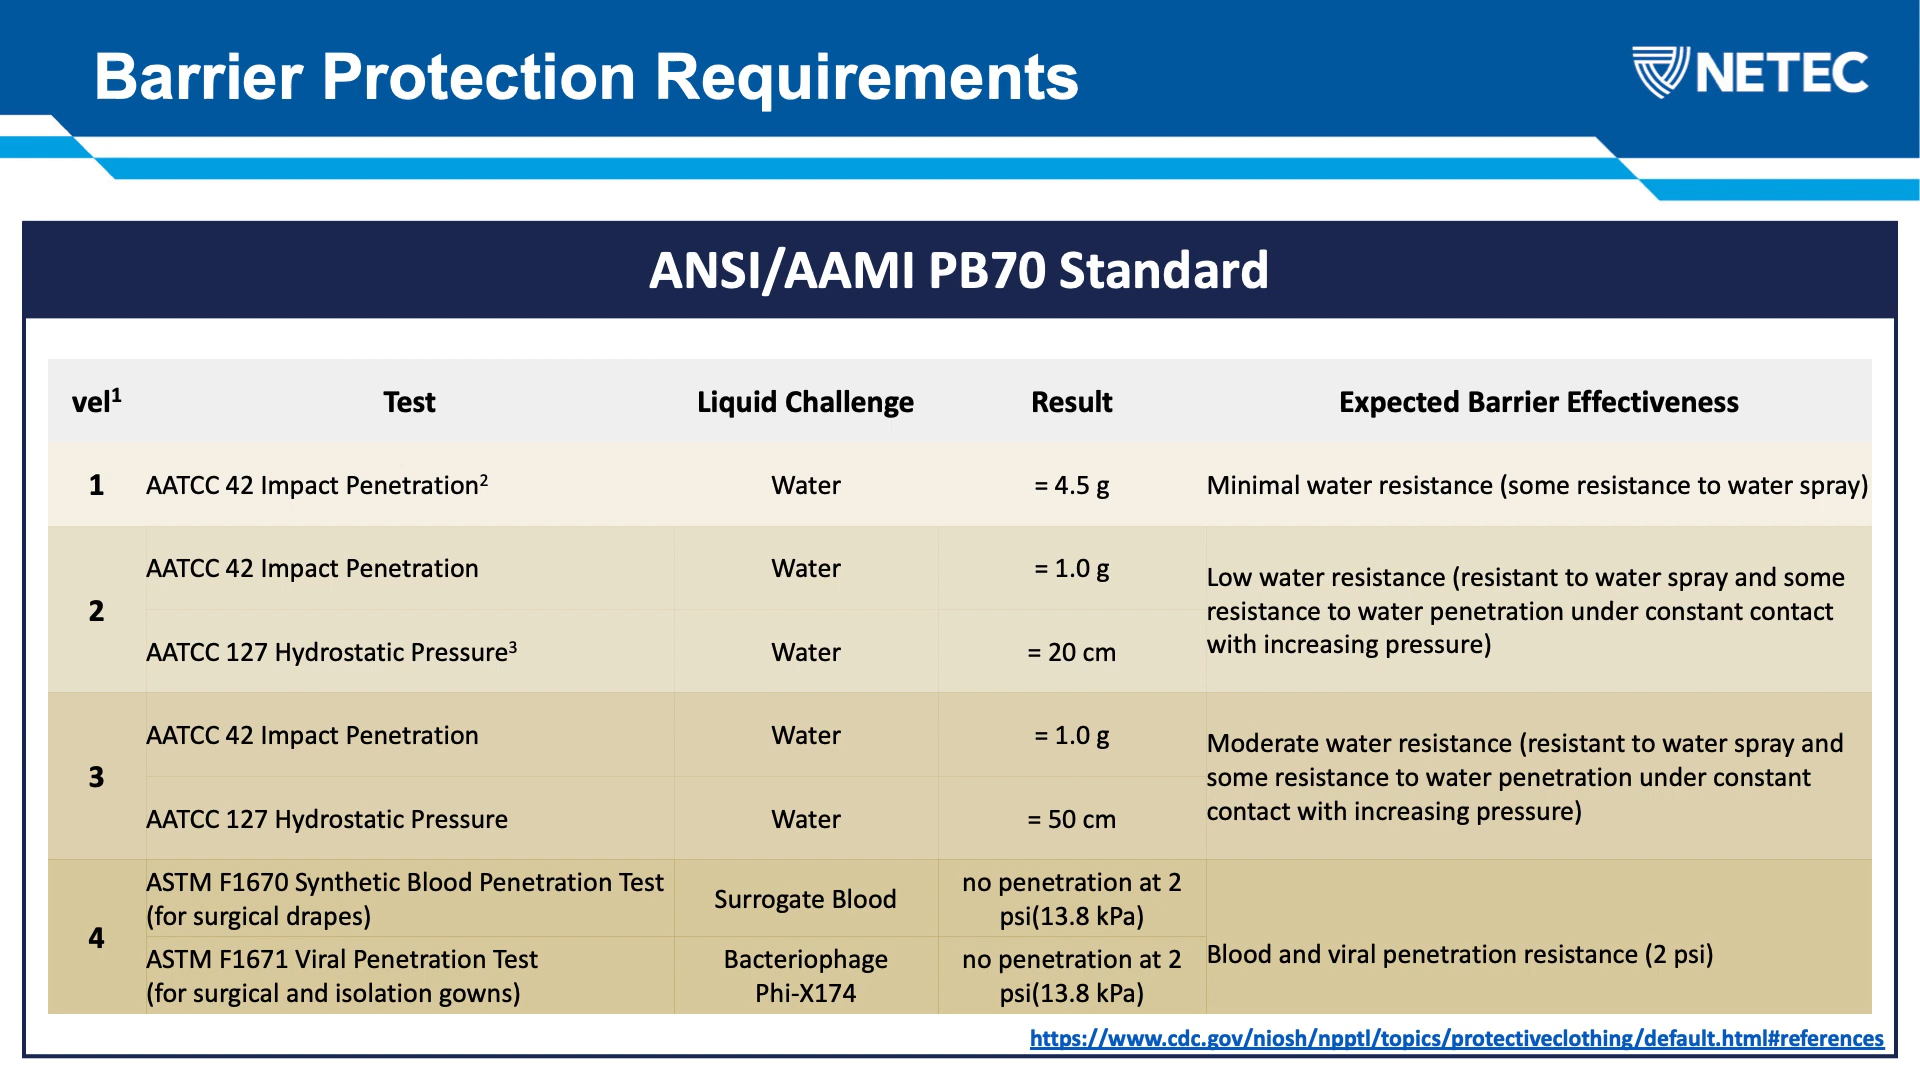 Barrier Protection Requirements
NETEC
ANSI/AAMI PB70 Standard
vel¹ Test Liquid Challenge Result Expected Barrier Effectiveness
1 AATCC 42 Impact Penetration² Water = 4.5 g Minimal water resistance (some resistance to water spray)
2
AATCC 42 Impact Penetration Water = 1.0 g
AATCC 127 Hydrostatic Pressure³ Water = 20 cm
Low water resistance (resistant to water spray and some
resistance to water penetration under constant contact
with increasing pressure)
3
AATCC 42 Impact Penetration Water = 1.0 g
AATCC 127 Hydrostatic Pressure Water = 50 cm
Moderate water resistance (resistant to water spray and
some resistance to water penetration under constant
contact with increasing pressure)
4
ASTM F1670 Synthetic Blood Penetration Test
(for surgical drapes)
Surrogate Blood
no penetration at 2
psi(13.8 kPa)
ASTM F1671 Viral Penetration Test
(for surgical and isolation gowns)
Bacteriophage
Phi-X174
no penetration at 2
psi(13.8 kPa)
Blood and viral penetration resistance (2 psi)
https://www.cdc.gov/niosh/npptl/topics/protectiveclothing/default.html#references